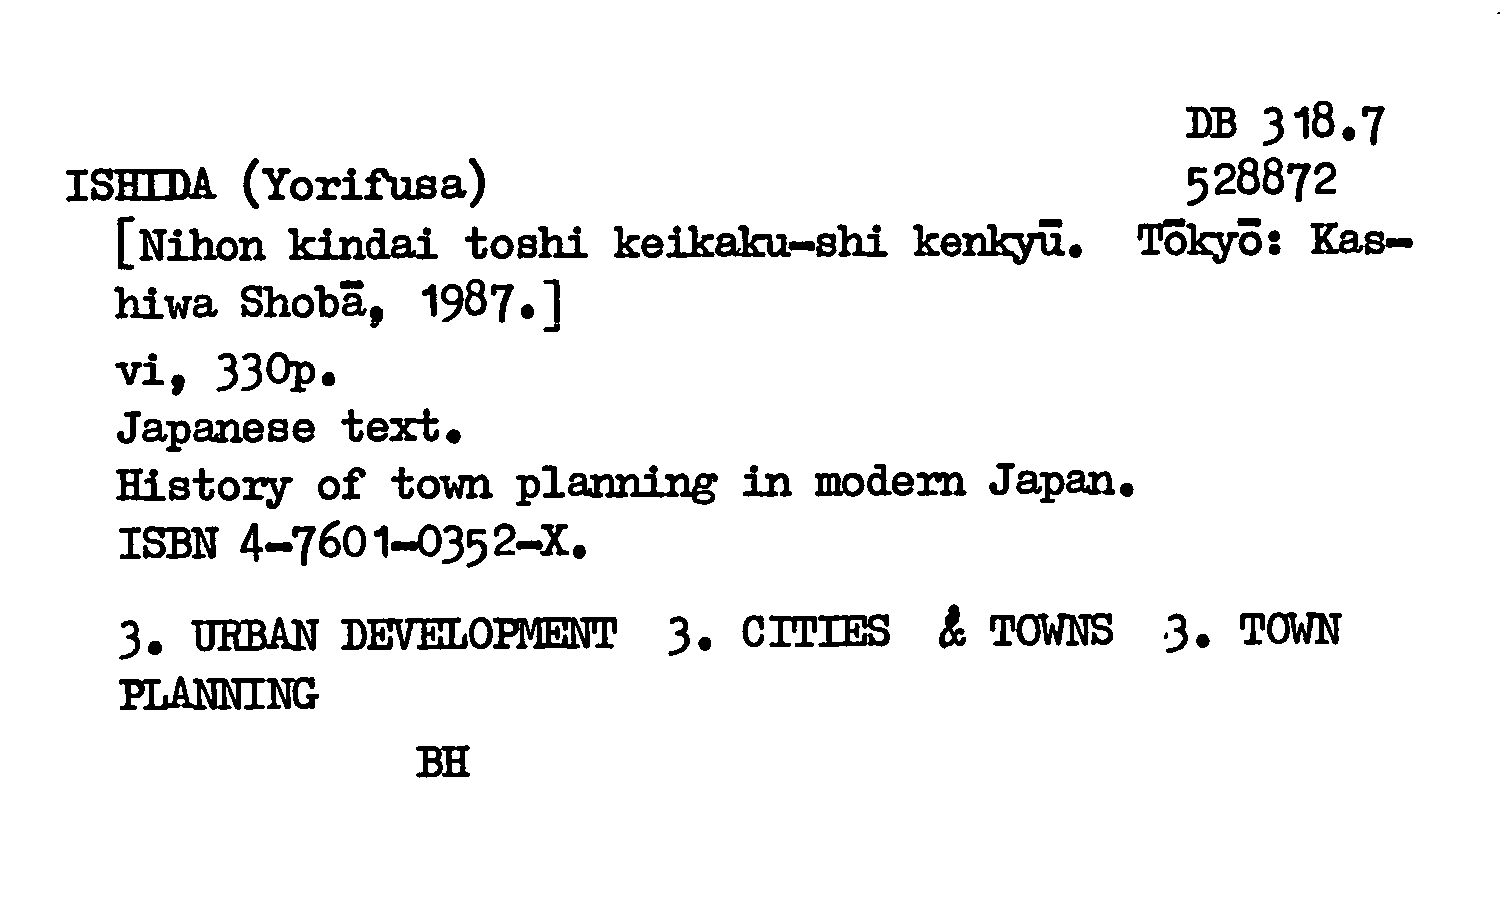 DB 318.7
ISHIDA (Yorifusa) 528872
[Nihon kindai toshi keikaku-shi kenkyū. Tōkyō: Kas-
hiwa Shobā, 1987.]
vi, 330p.
Japanese text.
History of town planning in modern Japan.
ISBN 4-7601-0352-X.
3. URBAN DEVELOPMENT 3. CITIES & TOWNS 3. TOWN
PLANNING
BH